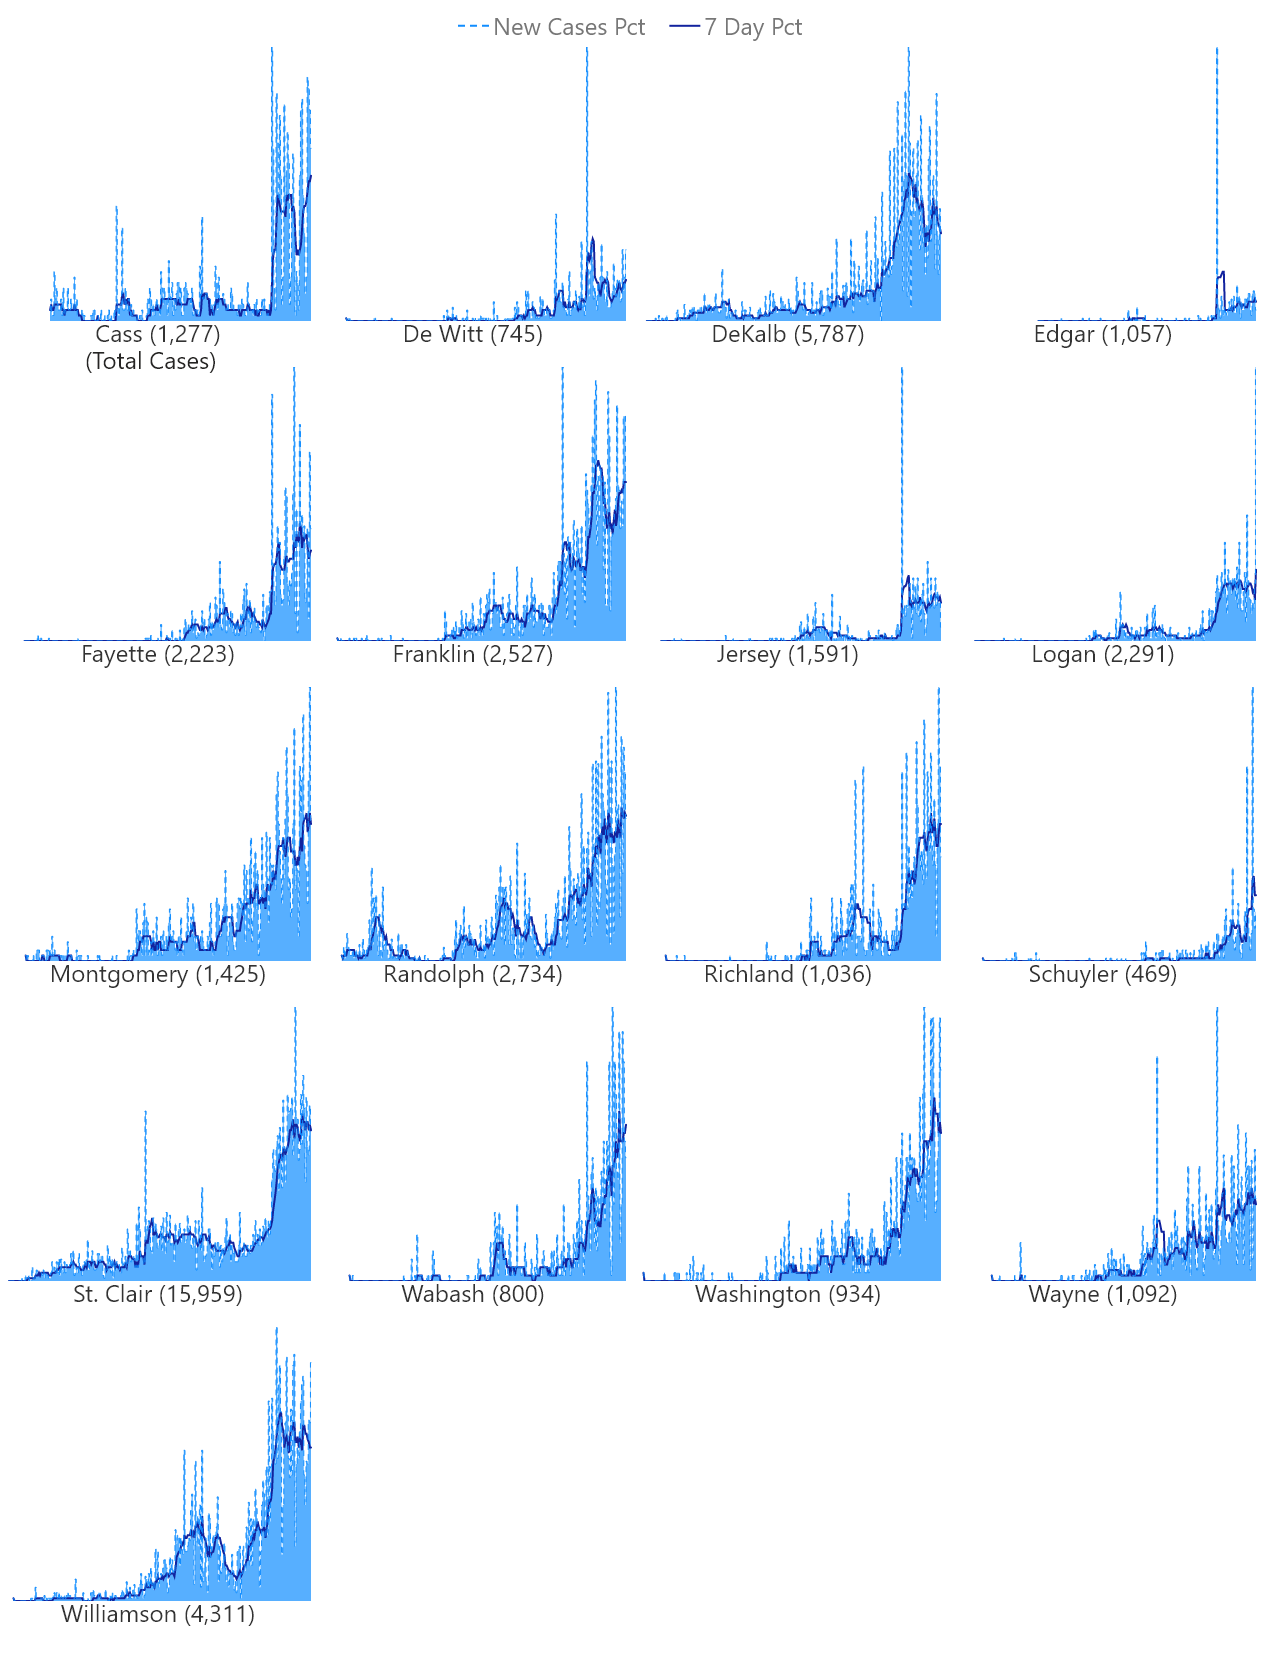 New Cases Pct 7 Day Pct
Cass (1,277) De Witt (745) DeKalb (5,787) Edgar (1,057)
(Total Cases)
Fayette (2,223) Franklin (2,527) Jersey (1,591) Logan (2,291)
Montgomery (1,425) Randolph (2,734) Richland (1,036) Schuyler (469)
St. Clair (15,959) Wabash (800) Washington (934) Wayne (1,092)
Williamson (4,311)